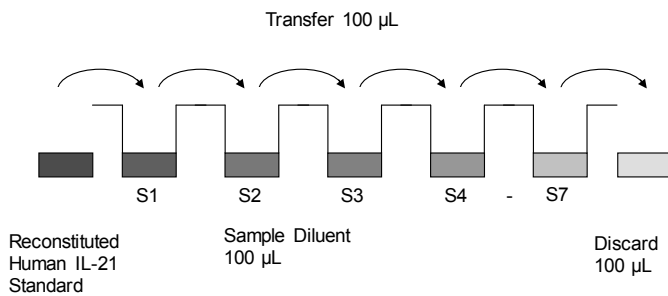 Transfer 100 µL
S1 S2 S3 S4 - S7
Reconstituted
Human IL-21
Standard
Sample Diluent
100 µL
Discard
100 µL